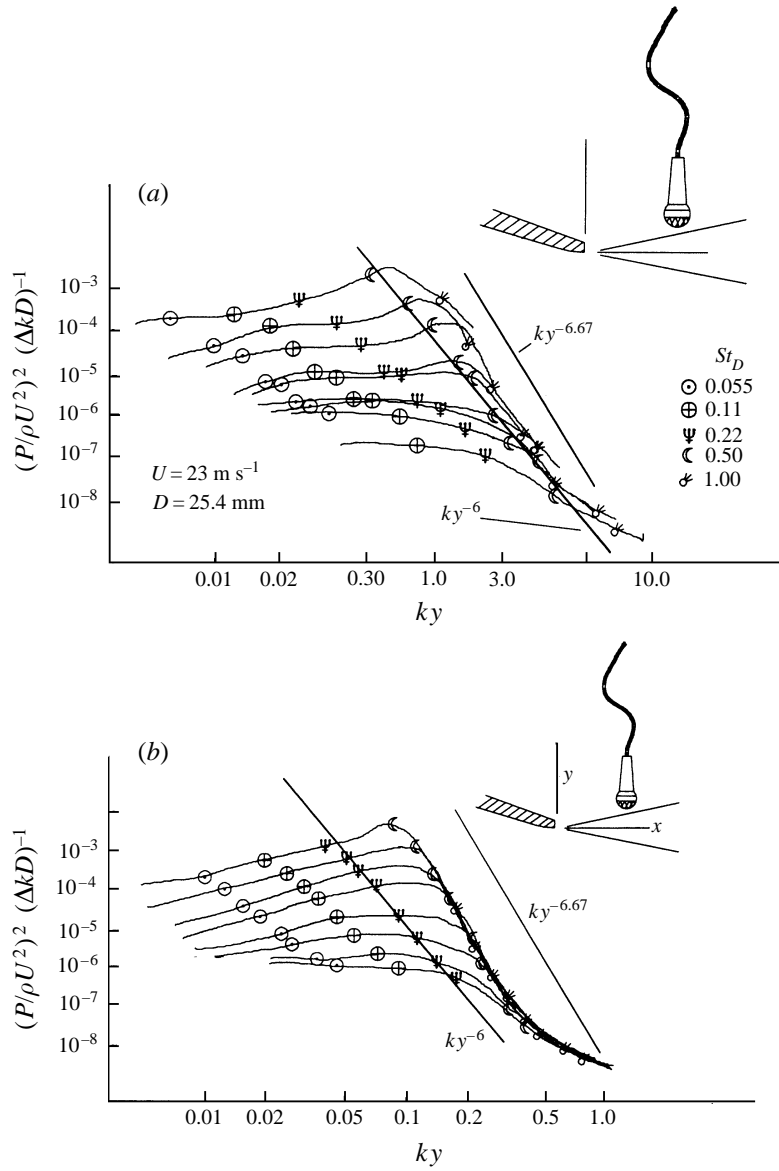 (a)
10⁻³
10⁻⁴
10⁻⁵
10⁻⁶
10⁻⁷
10⁻⁸
(P/ρU²)² (ΔkD)⁻¹
U = 23 m s⁻¹
D = 25.4 mm
ky⁻⁶·⁶⁷
ky⁻⁶
St_D
0.055
0.11
0.22
0.50
1.00
0.01 0.02 0.30 1.0 3.0 10.0
ky
(b)
y
x
10⁻³
10⁻⁴
10⁻⁵
10⁻⁶
10⁻⁷
10⁻⁸
(P/ρU²)² (ΔkD)⁻¹
ky⁻⁶·⁶⁷
ky⁻⁶
0.01 0.02 0.05 0.1 0.2 0.5 1.0
ky